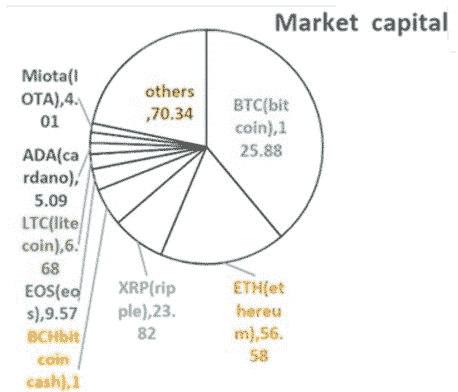 Market capital
others
,70.34
BTC(bit
coin),1
25.88
ETH(et
hereu
m),56.
58
XRP(rip
ple),23.
82
BCHbit
coin
cash),1
EOS(eo
s),9.57
LTC(lite
coin),6.
68
ADA(ca
rdano),
5.09
Miota(I
OTA),4.
01